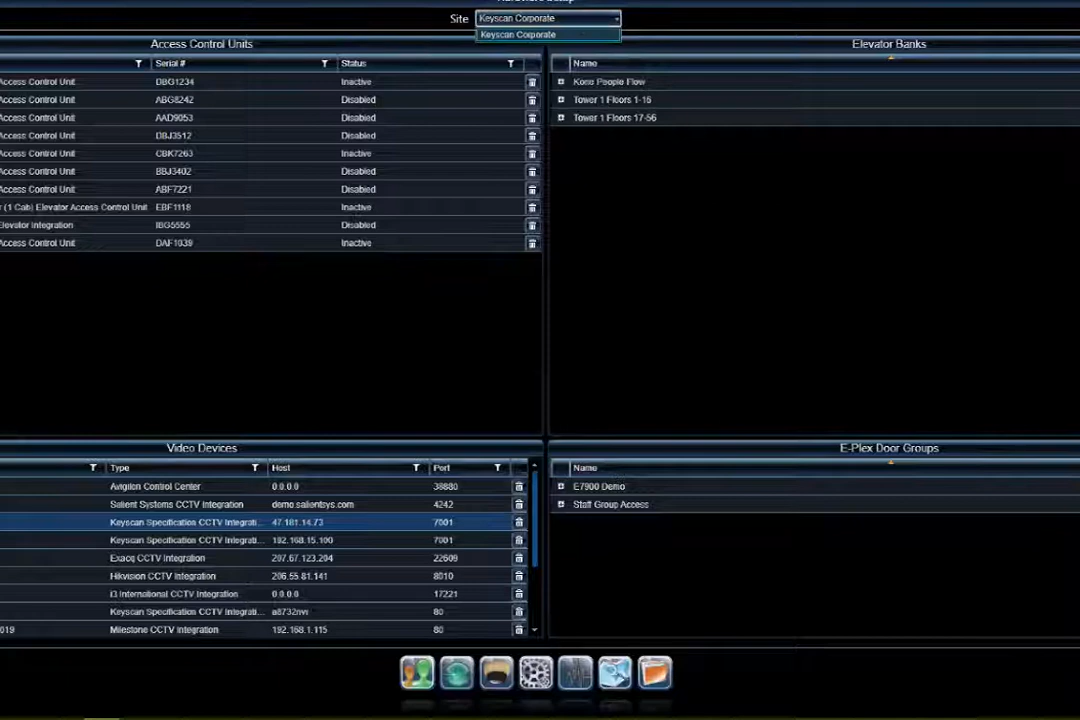 Hardware Setup
Site Keyscan Corporate
Keyscan Corporate
Access Control Units
Serial # Status
Access Control Unit DBG1234 Inactive
Access Control Unit ABG8242 Disabled
Access Control Unit AAD9053 Disabled
Access Control Unit DBJ3512 Disabled
Access Control Unit CBK7263 Inactive
Access Control Unit BBJ3402 Disabled
Access Control Unit ABF7221 Disabled
r (1 Cab) Elevator Access Control Unit EBF1118 Inactive
Elevator Integration IBG5555 Disabled
Access Control Unit DAF1039 Inactive
Elevator Banks
Name
Kone People Flow
Tower 1 Floors 1-16
Tower 1 Floors 17-56
Video Devices
Type Host Port
Avigilon Control Center 0.0.0.0 38880
Salient Systems CCTV Integration demo.salientsys.com 4242
Keyscan Specification CCTV Integrati... 47.181.14.73 7001
Keyscan Specification CCTV Integrati... 192.168.15.100 7001
Exacq CCTV Integration 207.67.123.204 22609
Hikvision CCTV Integration 206.55.81.141 8010
i3 International CCTV Integration 0.0.0.0 17221
Keyscan Specification CCTV Integrati... a8732nvr 80
019 Milestone CCTV Integration 192.168.1.115 80
E-Plex Door Groups
Name
E7900 Demo
Staff Group Access